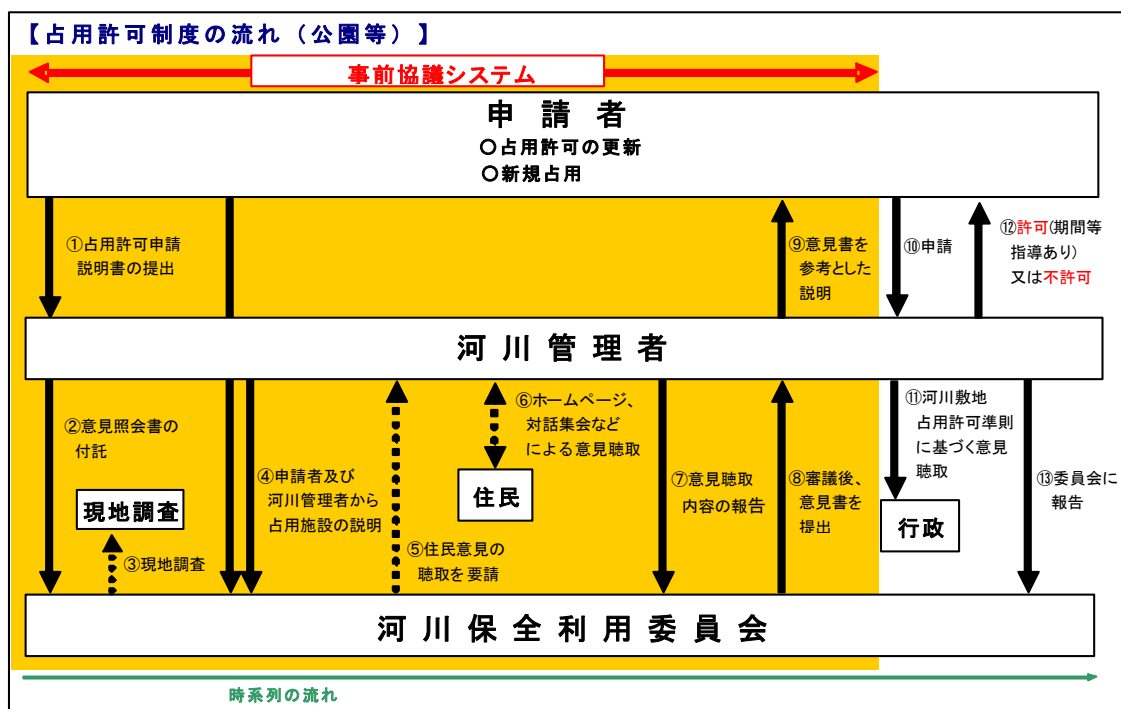 【占用許可制度の流れ（公園等）】
事前協議システム
申請者
○占用許可の更新
○新規占用
①占用許可申請
説明書の提出
⑨意見書を
参考とした
説明
⑩申請
⑫許可(期間等
指導あり)
又は不許可
河川管理者
②意見照会書の
付託
現地調査
③現地調査
④申請者及び
河川管理者から
占用施設の説明
⑤住民意見の
聴取を要請
⑥ホームページ、
対話集会など
による意見聴取
住民
⑦意見聴取
内容の報告
⑧審議後、
意見書を
提出
⑪河川敷地
占用許可準則
に基づく意見
聴取
行政
⑬委員会に
報告
河川保全利用委員会
時系列の流れ